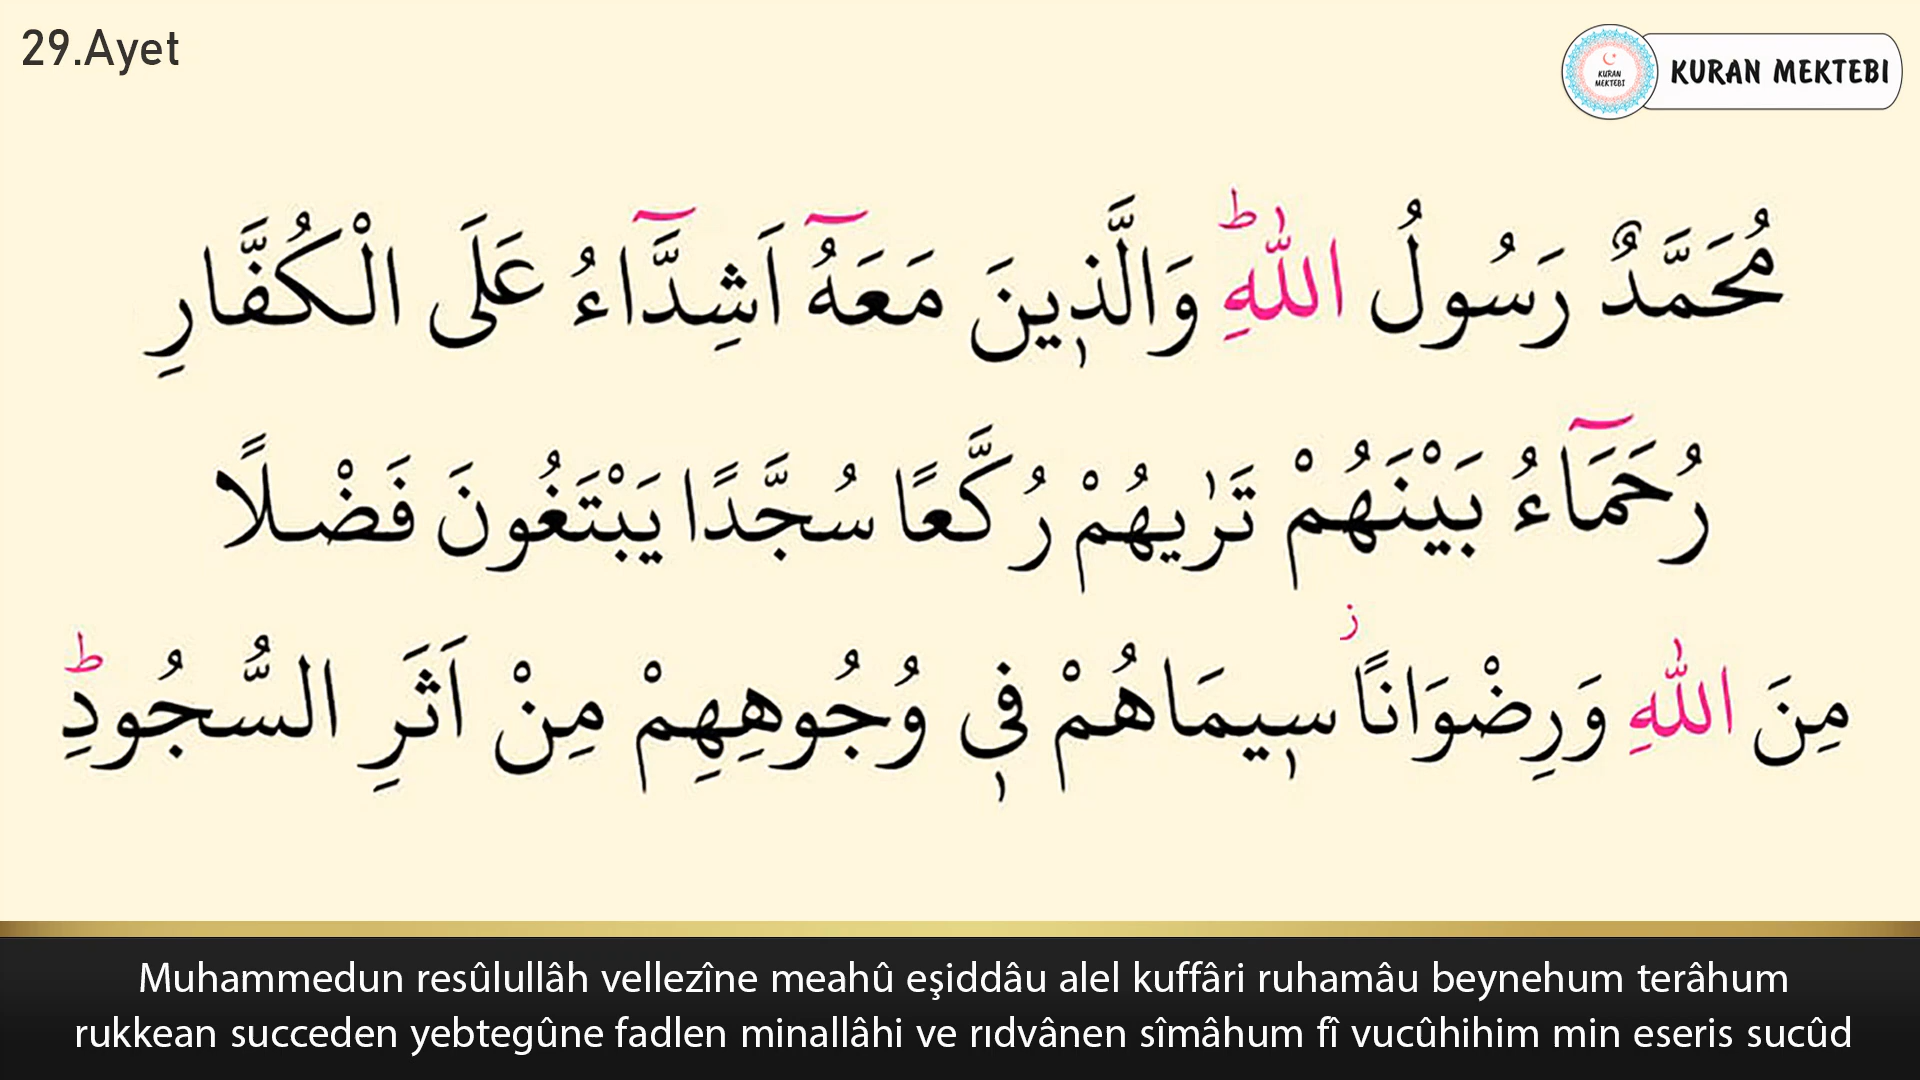 29.Ayet
KURAN MEKTEBI
KURAN
MEKTEBI
مُحَمَّدٌ رَسُولُ اللّٰهِؕ وَالَّذ۪ينَ مَعَهُٓ اَشِدَّٓاءُ عَلَى الْكُفَّارِ
رُحَمَٓاءُ بَيْنَهُمْ تَرٰيهُمْ رُكَّعًا سُجَّدًا يَبْتَغُونَ فَضْلًا
مِنَ اللّٰهِ وَرِضْوَانًاۘ س۪يمَاهُمْ ف۪ي وُجُوهِهِمْ مِنْ اَثَرِ السُّجُودِؕ
Muhammedun resûlullâh vellezîne meahû eşiddâu alel kuffâri ruhamâu beynehum terâhum
rukkean succeden yebtegûne fadlen minallâhi ve rıdvânen sîmâhum fî vucûhihim min eseris sucûd